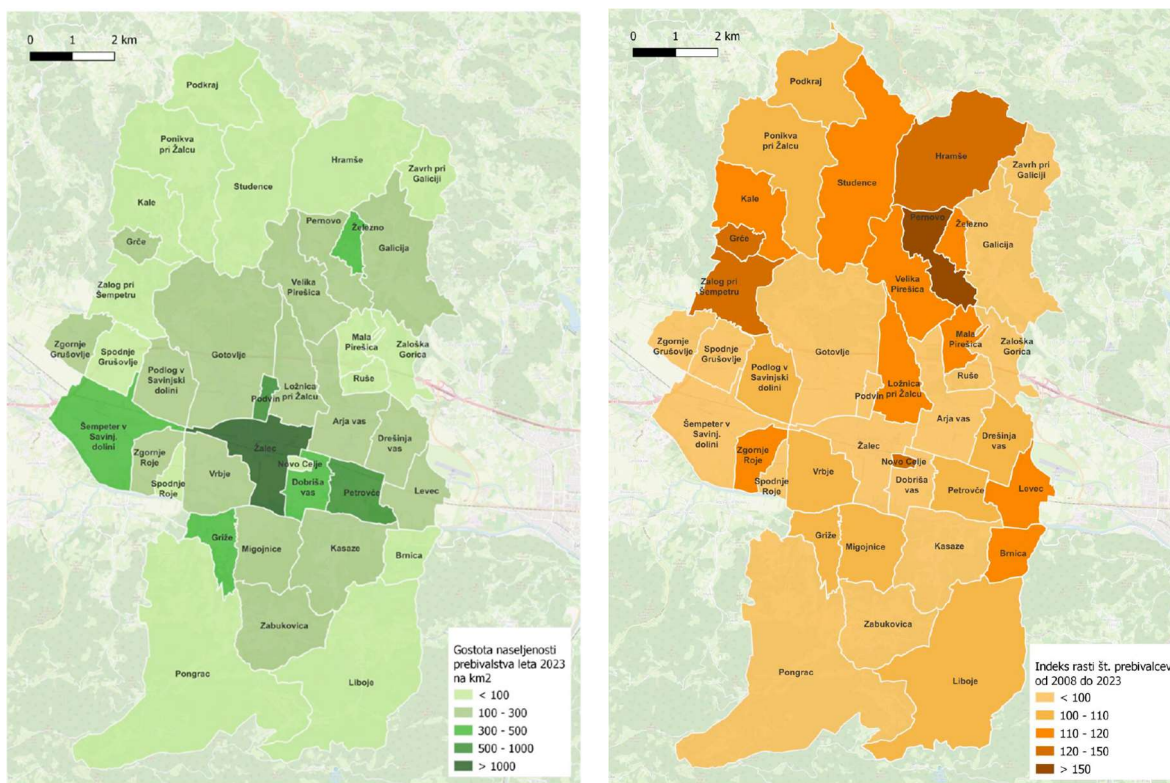 0 1 2 km
Podkraj
Ponikva
pri Žalcu
Hramše
Zavrh pri
Galiciji
Studence
Kale
Pernovo
Železno
Grče
Galicija
Zalog pri
Šempetru
Velika
Pirešica
Zgornje
Grušovlje
Spodnje
Grušovlje
Mala
Pirešica
Zaloška
Gorica
Gotovlje
Podlog v
Savinjski
dolini
Ruše
Ložnica
pri Žalcu
Podvin
Šempeter v
Savinj.
dolini
Arja vas
Drešinja
vas
Žalec
Zgornje
Roje
Novo Celje
Vrbje
Spodnje
Roje
Dobriša
vas
Petrovče
Levec
Griže
Migojnice
Kasaze
Brnica
Zabukovica
Pongrac
Liboje
Gostota naseljenosti
prebivalstva leta 2023
na km2
< 100
100 - 300
300 - 500
500 - 1000
> 1000
0 1 2 km
Podkraj
Ponikva
pri Žalcu
Hramše
Zavrh pri
Galiciji
Studence
Kale
Pernovo
Železno
Grče
Galicija
Zalog pri
Šempetru
Velika
Pirešica
Zgornje
Grušovlje
Spodnje
Grušovlje
Mala
Pirešica
Zaloška
Gorica
Gotovlje
Podlog v
Savinjski
dolini
Ruše
Ložnica
pri Žalcu
Podvin
Šempeter v
Savinj.
dolini
Arja vas
Drešinja
vas
Žalec
Zgornje
Roje
Novo Celje
Vrbje
Spodnje
Roje
Dobriša
vas
Petrovče
Levec
Griže
Migojnice
Kasaze
Brnica
Zabukovica
Pongrac
Liboje
Indeks rasti št. prebivalcev
od 2008 do 2023
< 100
100 - 110
110 - 120
120 - 150
> 150